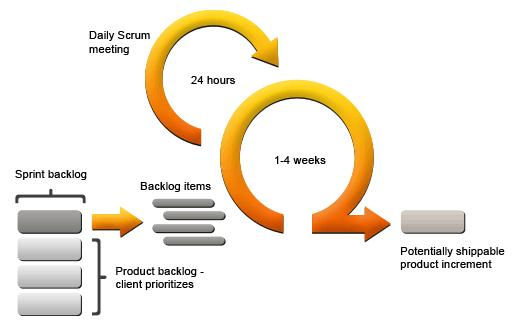 Daily Scrum
meeting
24 hours
1-4 weeks
Sprint backlog
Backlog items
Product backlog -
client prioritizes
Potentially shippable
product increment